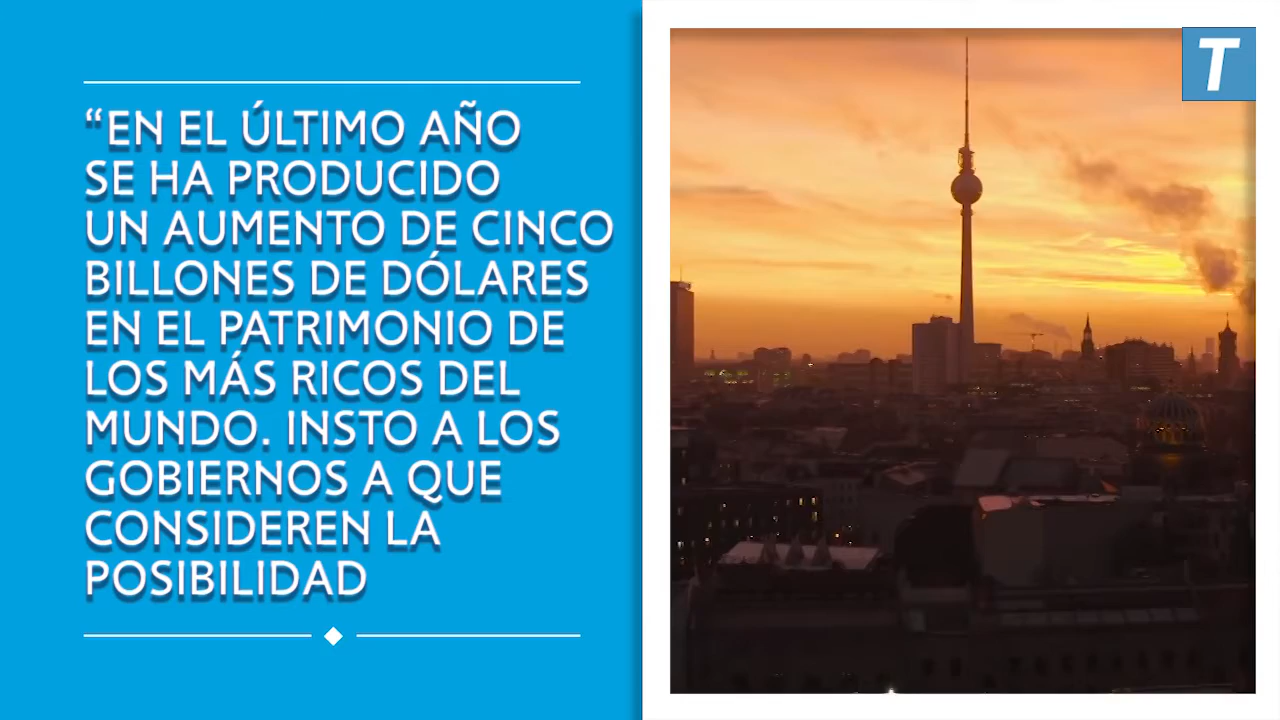 “EN EL ÚLTIMO AÑO
SE HA PRODUCIDO
UN AUMENTO DE CINCO
BILLONES DE DÓLARES
EN EL PATRIMONIO DE
LOS MÁS RICOS DEL
MUNDO. INSTO A LOS
GOBIERNOS A QUE
CONSIDEREN LA
POSIBILIDAD
T